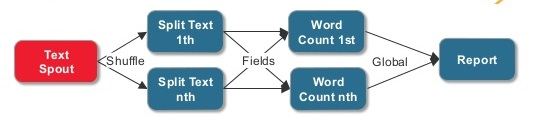 Text
Spout
Shuffle
Split Text
1th
Split Text
nth
Fields
Word
Count 1st
Word
Count nth
Global
Report